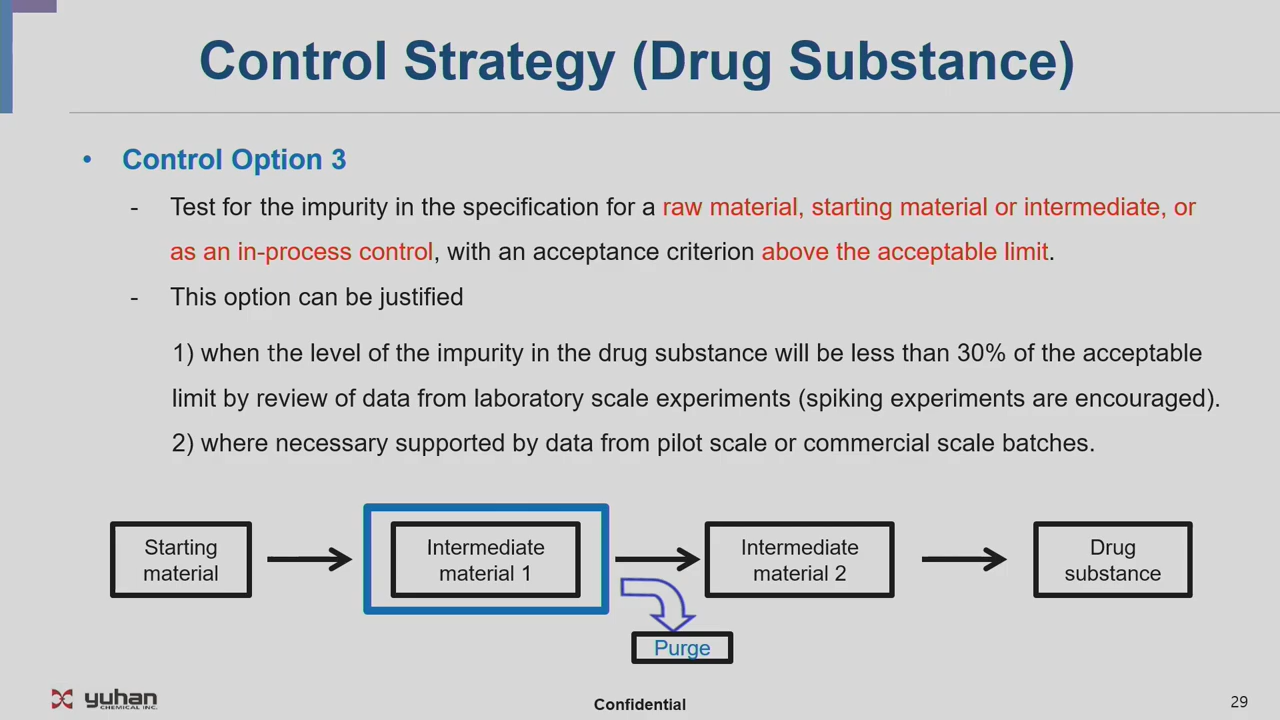 Control Strategy (Drug Substance)
• Control Option 3
- Test for the impurity in the specification for a raw material, starting material or intermediate, or
as an in-process control, with an acceptance criterion above the acceptable limit.
- This option can be justified
1) when the level of the impurity in the drug substance will be less than 30% of the acceptable
limit by review of data from laboratory scale experiments (spiking experiments are encouraged).
2) where necessary supported by data from pilot scale or commercial scale batches.
Starting
material
Intermediate
material 1
Intermediate
material 2
Drug
substance
Purge
yuhan
CHEMICAL INC.
Confidential
29